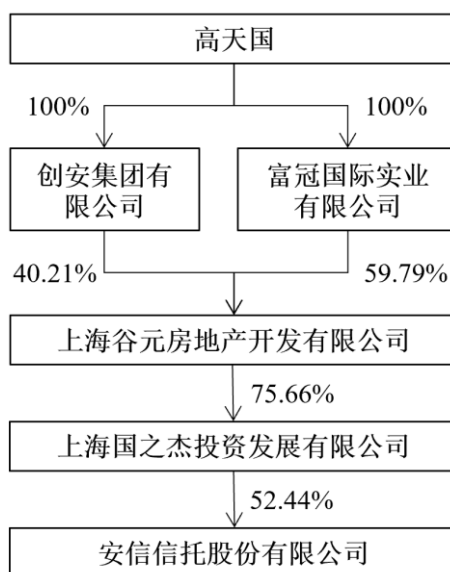 高天国
100%
100%
创安集团有
限公司
富冠国际实业
有限公司
40.21%
59.79%
上海谷元房地产开发有限公司
75.66%
上海国之杰投资发展有限公司
52.44%
安信信托股份有限公司